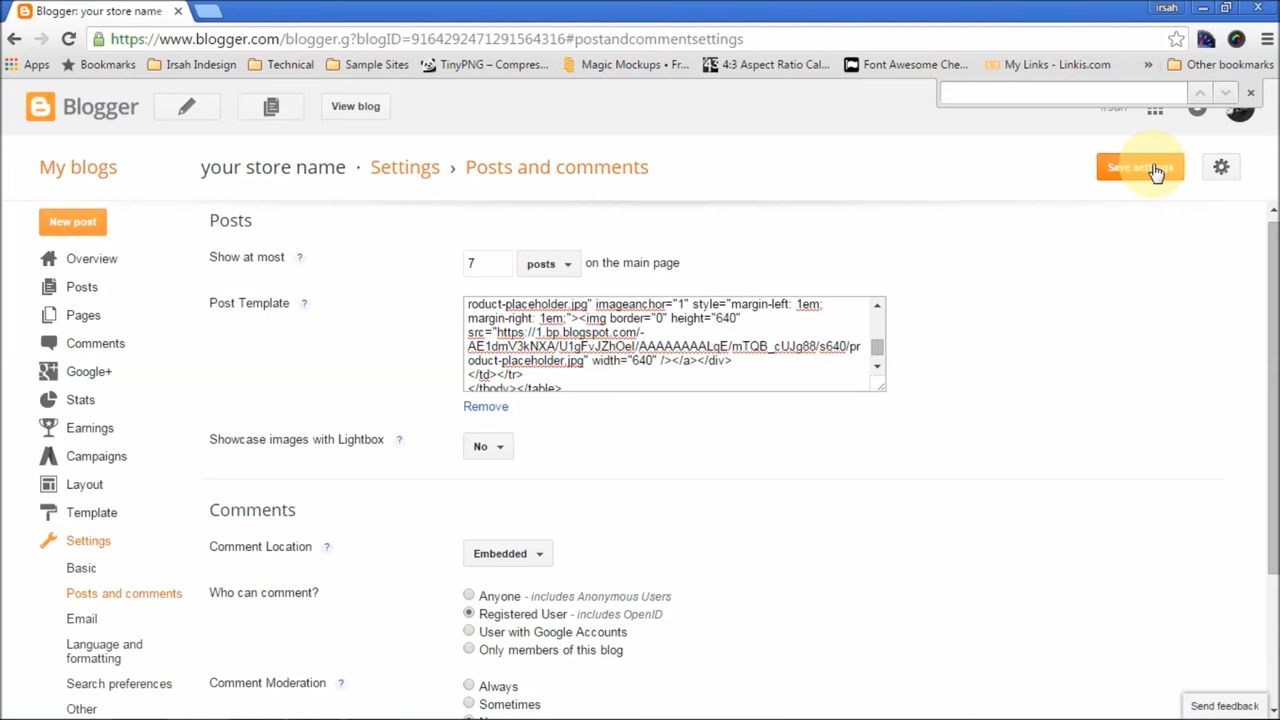 Blogger: your store name
irsah
https://www.blogger.com/blogger.g?blogID=9164292471291564316#postandcommentsettings
Apps Bookmarks Irsah Indesign Technical Sample Sites TinyPNG – Compres... Magic Mockups • Fr... 4:3 Aspect Ratio Cal... Font Awesome Che... My Links - Linkis.com » Other bookmarks
Blogger View blog
irsah
My blogs your store name · Settings › Posts and comments Save settings
New post
Overview
Posts
Pages
Comments
Google+
Stats
Earnings
Campaigns
Layout
Template
Settings
Basic
Posts and comments
Email
Language and
formatting
Search preferences
Other
Posts
Show at most ? 7 posts on the main page
Post Template ?
roduct-placeholder.jpg" imageanchor="1" style="margin-left: 1em;
margin-right: 1em;"><img border="0" height="640"
src="https://1.bp.blogspot.com/-
AE1dmV3kNXA/U1gFvJZhOeI/AAAAAAAALqE/mTQB_cUJg88/s640/pr
oduct-placeholder.jpg" width="640" /></a></div>
</td></tr>
</tbody></table>
Remove
Showcase images with Lightbox ? No
Comments
Comment Location ? Embedded
Who can comment?
Anyone - includes Anonymous Users
Registered User - includes OpenID
User with Google Accounts
Only members of this blog
Comment Moderation ?
Always
Sometimes
Send feedback